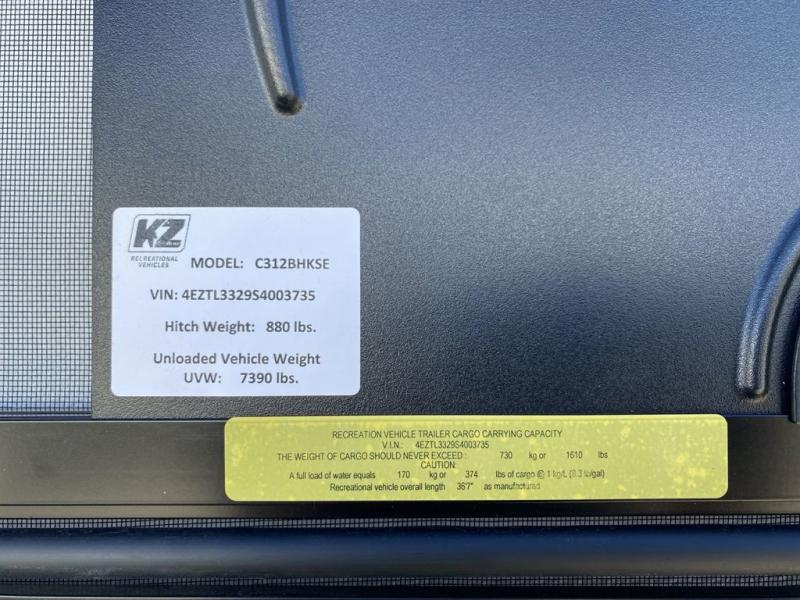 KZ
RECREATIONAL
VEHICLES
MODEL: C312BHKSE
VIN: 4EZTL3329S4003735
Hitch Weight: 880 lbs.
Unloaded Vehicle Weight
UVW: 7390 lbs.
RECREATION VEHICLE TRAILER CARGO CARRYING CAPACITY
V.I.N.: 4EZTL3329S4003735
THE WEIGHT OF CARGO SHOULD NEVER EXCEED: 730 kg or 1610 lbs
CAUTION:
A full load of water equals 170 kg or 374 lbs of cargo @ 1 kg/L (8.3 lb/gal)
Recreational vehicle overall length 36'7" as manufactured